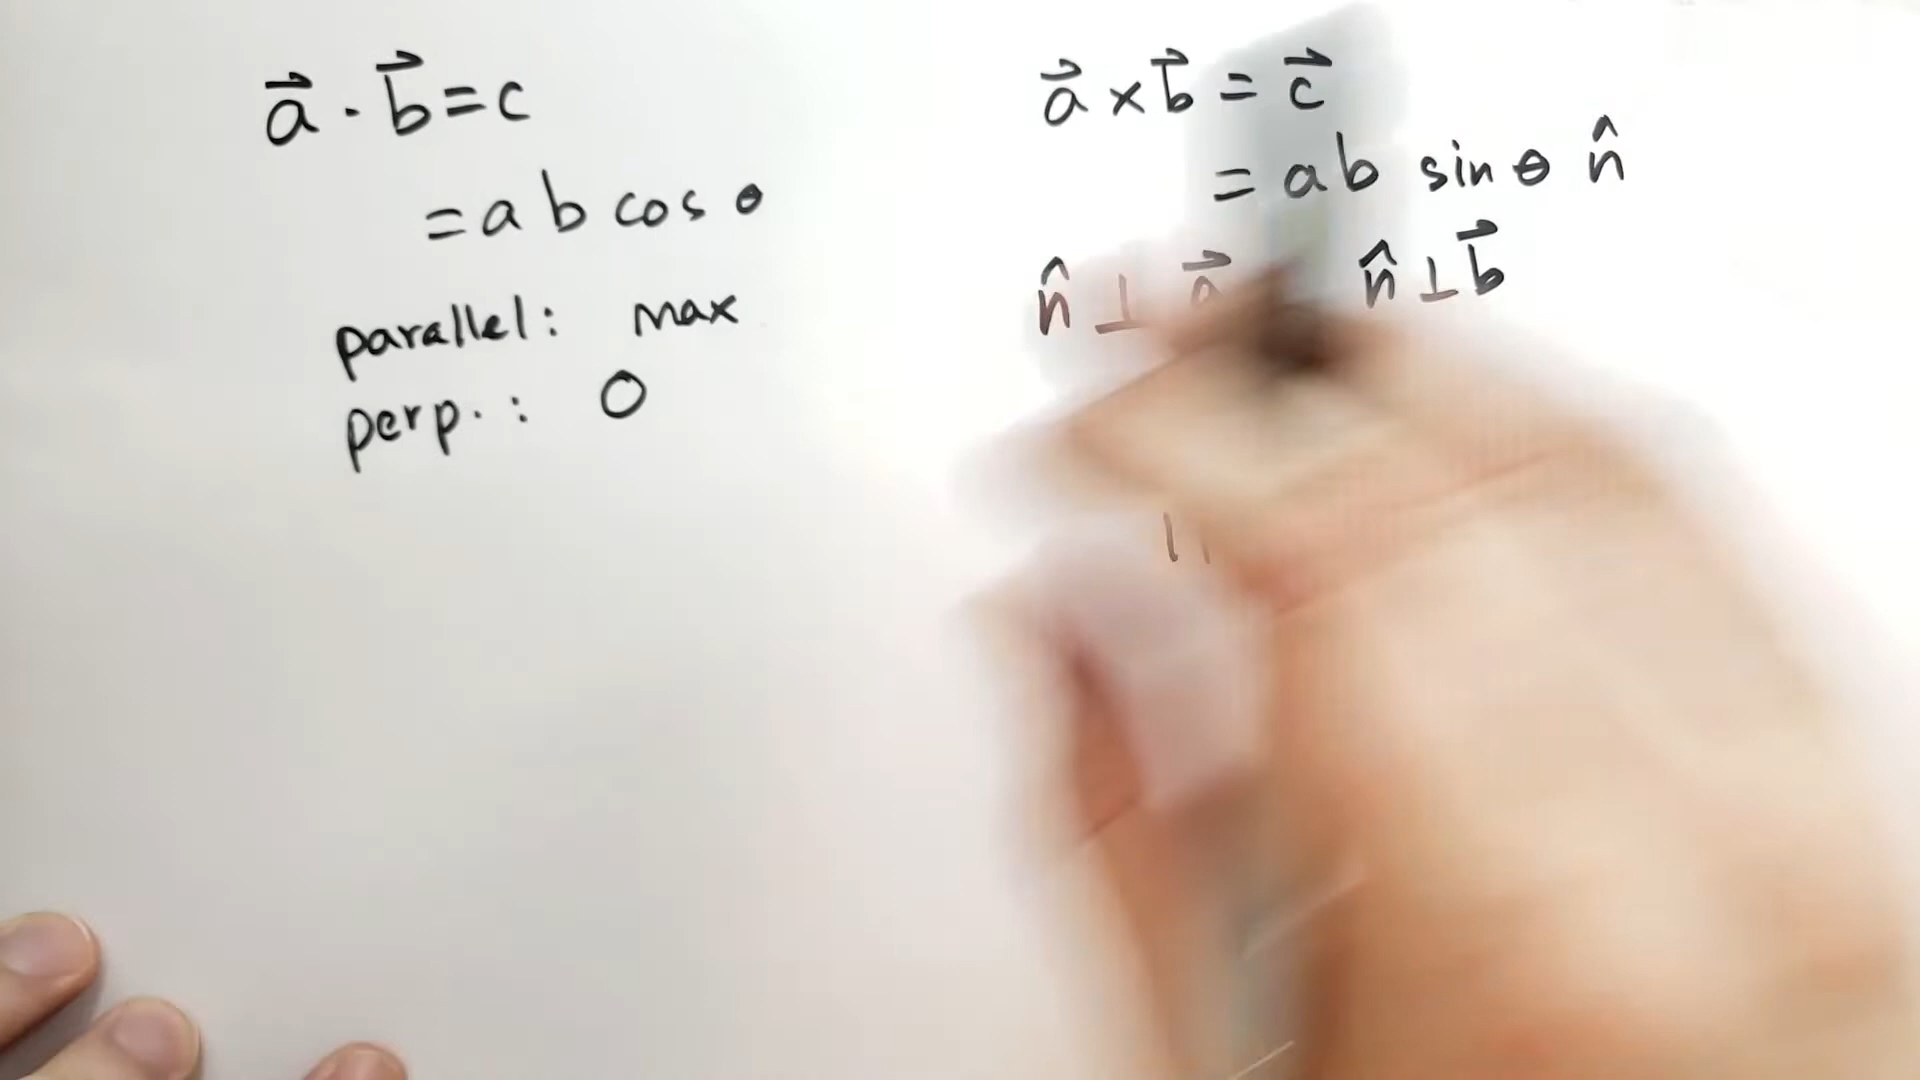 a⃗ · b⃗ = c
= a b cos θ
parallel: max
perp. : 0
a⃗ × b⃗ = c⃗
= a b sin θ n̂
n̂ ⊥ a⃗ n̂ ⊥ b⃗